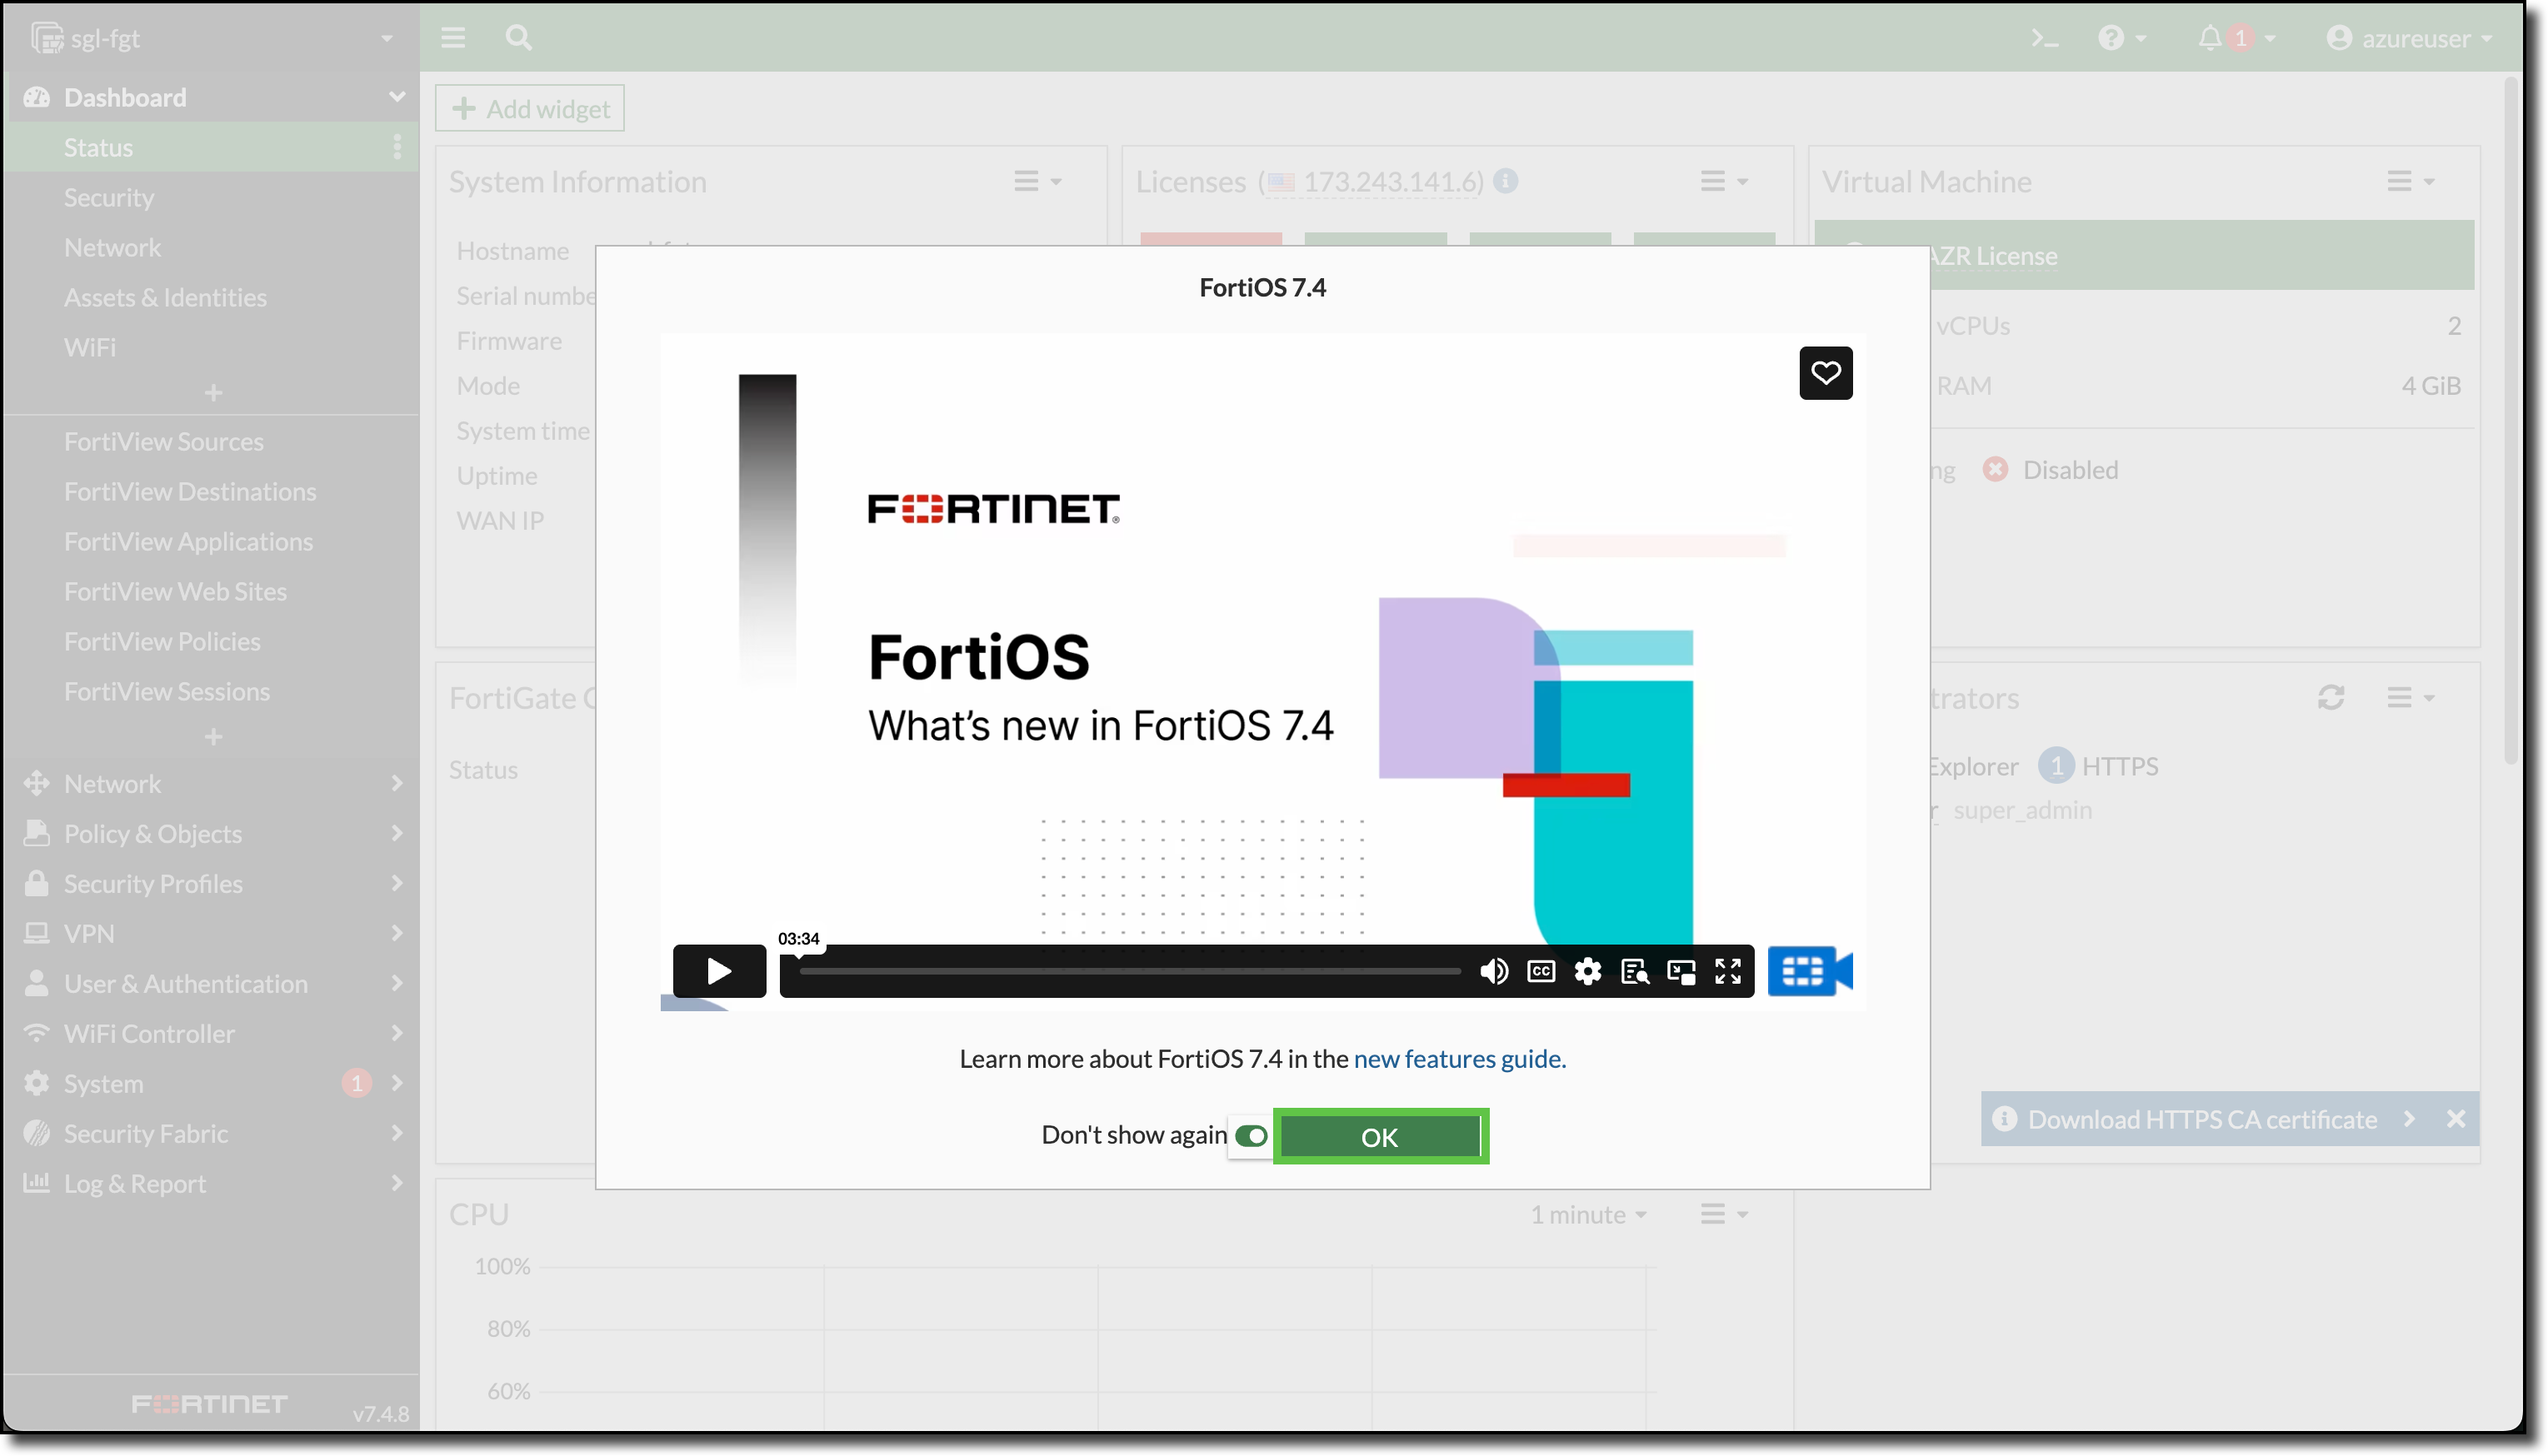 sgl-fgt
1
azureuser
Dashboard
Status
Security
Network
Assets & Identities
WiFi
FortiView Sources
FortiView Destinations
FortiView Applications
FortiView Web Sites
FortiView Policies
FortiView Sessions
Network
Policy & Objects
Security Profiles
VPN
User & Authentication
WiFi Controller
System 1
Security Fabric
Log & Report
FORTINET
v7.4.8
Add widget
System Information
Hostname
Serial numbe
Firmware
Mode
System time
Uptime
WAN IP
Licenses (173.243.141.6)
Virtual Machine
AZR License
vCPUs 2
RAM 4 GiB
ng Disabled
FortiGate C
Status
trators
Explorer 1 HTTPS
r super_admin
Download HTTPS CA certificate
FortiOS 7.4
FORTINET
FortiOS
What's new in FortiOS 7.4
03:34
CC
Learn more about FortiOS 7.4 in the new features guide.
Don't show again
OK
CPU
1 minute
100%
80%
60%